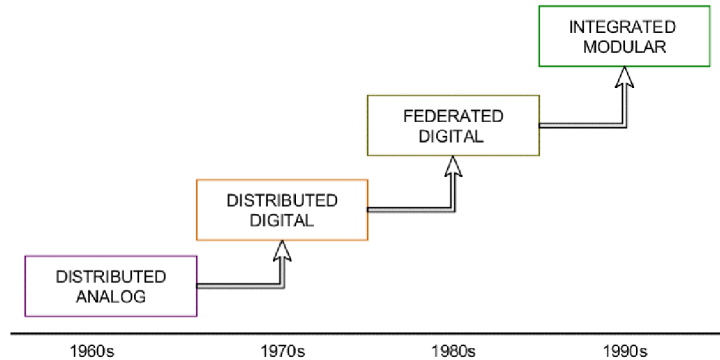 INTEGRATED
MODULAR
FEDERATED
DIGITAL
DISTRIBUTED
DIGITAL
DISTRIBUTED
ANALOG
1960s 1970s 1980s 1990s